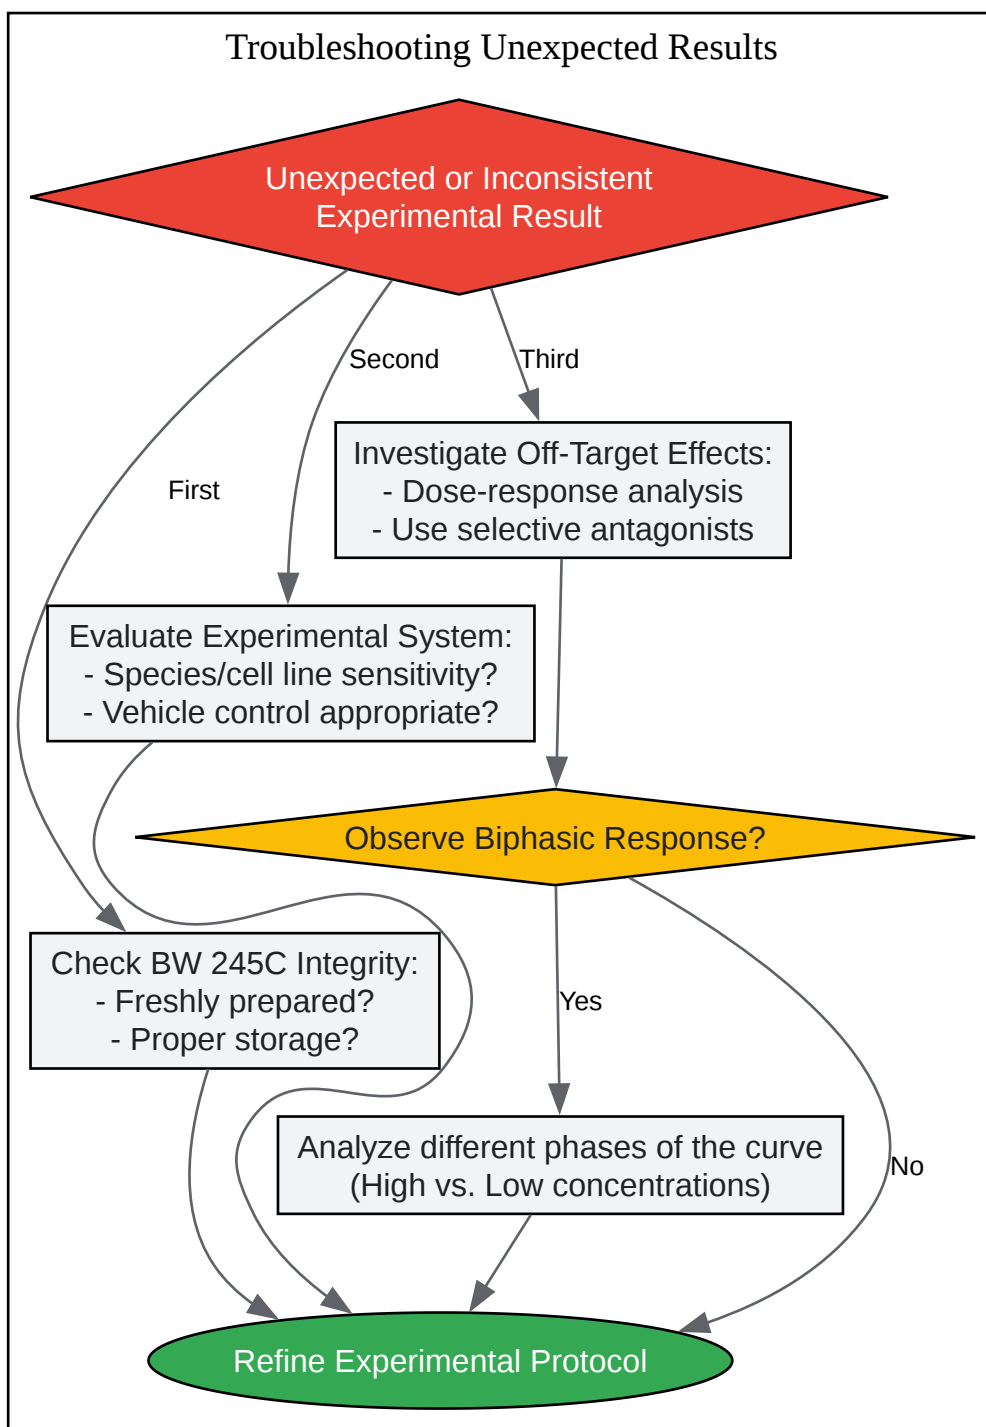 Troubleshooting Unexpected Results
Unexpected or Inconsistent
Experimental Result
Second
Third
First
Investigate Off-Target Effects:
- Dose-response analysis
- Use selective antagonists
Evaluate Experimental System:
- Species/cell line sensitivity?
- Vehicle control appropriate?
Observe Biphasic Response?
Check BW 245C Integrity:
- Freshly prepared?
- Proper storage?
Yes
Analyze different phases of the curve
(High vs. Low concentrations)
No
Refine Experimental Protocol